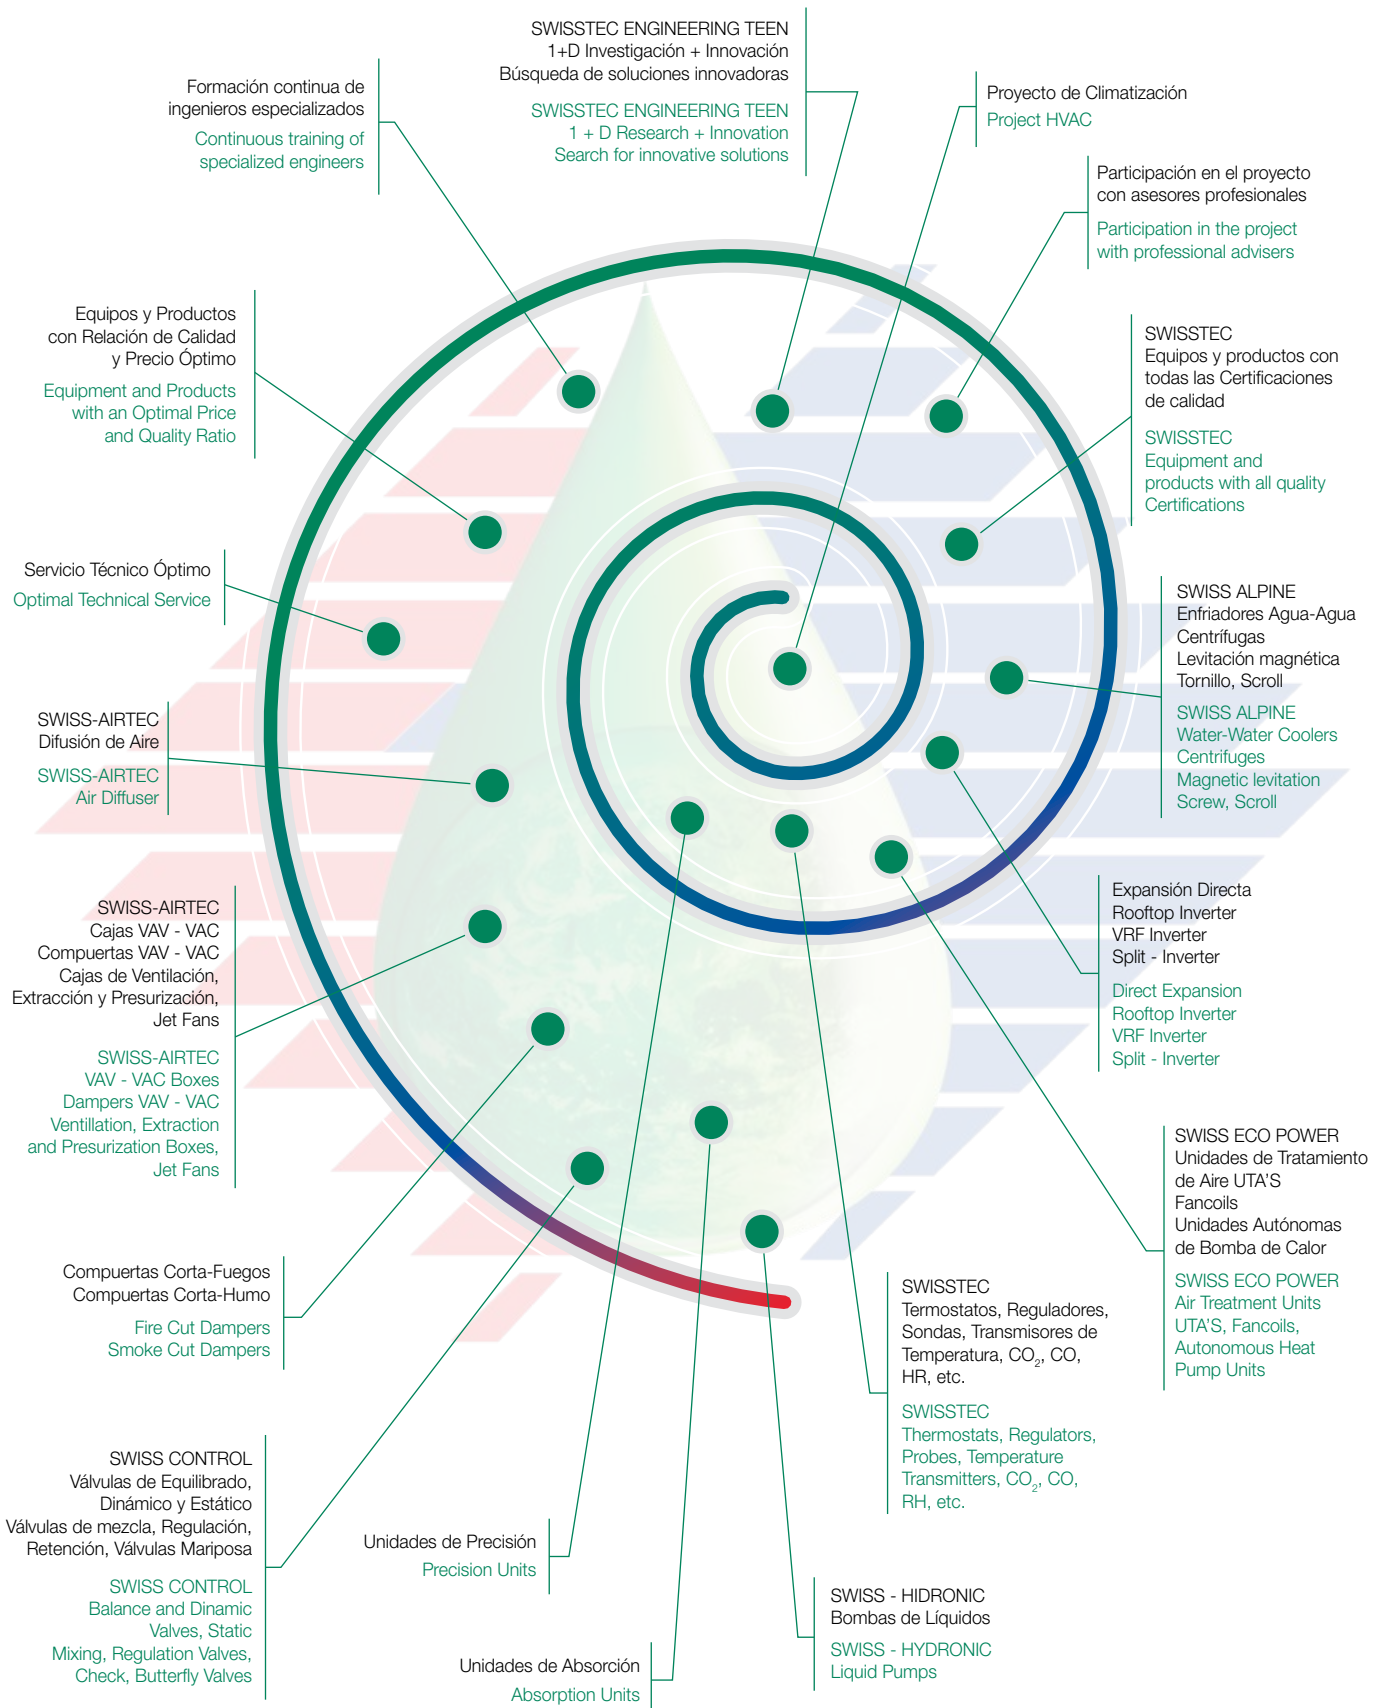 SWISSTEC ENGINEERING TEEN
1+D Investigación + Innovación
Búsqueda de soluciones innovadoras
SWISSTEC ENGINEERING TEEN
1 + D Research + Innovation
Search for innovative solutions
Formación continua de
ingenieros especializados
Continuous training of
specialized engineers
Proyecto de Climatización
Project HVAC
Participación en el proyecto
con asesores profesionales
Participation in the project
with professional advisers
Equipos y Productos
con Relación de Calidad
y Precio Óptimo
Equipment and Products
with an Optimal Price
and Quality Ratio
SWISSTEC
Equipos y productos con
todas las Certificaciones
de calidad
SWISSTEC
Equipment and
products with all quality
Certifications
Servicio Técnico Óptimo
Optimal Technical Service
SWISS ALPINE
Enfriadores Agua-Agua
Centrífugas
Levitación magnética
Tornillo, Scroll
SWISS ALPINE
Water-Water Coolers
Centrifuges
Magnetic levitation
Screw, Scroll
SWISS-AIRTEC
Difusión de Aire
SWISS-AIRTEC
Air Diffuser
Expansión Directa
Rooftop Inverter
VRF Inverter
Split - Inverter
Direct Expansion
Rooftop Inverter
VRF Inverter
Split - Inverter
SWISS-AIRTEC
Cajas VAV - VAC
Compuertas VAV - VAC
Cajas de Ventilación,
Extracción y Presurización,
Jet Fans
SWISS-AIRTEC
VAV - VAC Boxes
Dampers VAV - VAC
Ventillation, Extraction
and Presurization Boxes,
Jet Fans
SWISS ECO POWER
Unidades de Tratamiento
de Aire UTA'S
Fancoils
Unidades Autónomas
de Bomba de Calor
SWISS ECO POWER
Air Treatment Units
UTA'S, Fancoils,
Autonomous Heat
Pump Units
Compuertas Corta-Fuegos
Compuertas Corta-Humo
Fire Cut Dampers
Smoke Cut Dampers
SWISSTEC
Termostatos, Reguladores,
Sondas, Transmisores de
Temperatura, CO₂, CO,
HR, etc.
SWISSTEC
Thermostats, Regulators,
Probes, Temperature
Transmitters, CO₂, CO,
RH, etc.
SWISS CONTROL
Válvulas de Equilibrado,
Dinámico y Estático
Válvulas de mezcla, Regulación,
Retención, Válvulas Mariposa
SWISS CONTROL
Balance and Dinamic
Valves, Static
Mixing, Regulation Valves,
Check, Butterfly Valves
Unidades de Precisión
Precision Units
SWISS - HIDRONIC
Bombas de Líquidos
SWISS - HYDRONIC
Liquid Pumps
Unidades de Absorción
Absorption Units